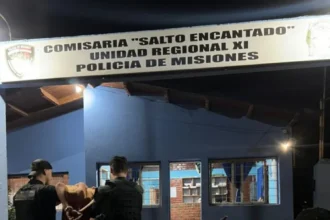 COMISARIA "SALTO ENCANTADO"
UNIDAD REGIONAL XI
POLICIA DE MISIONES